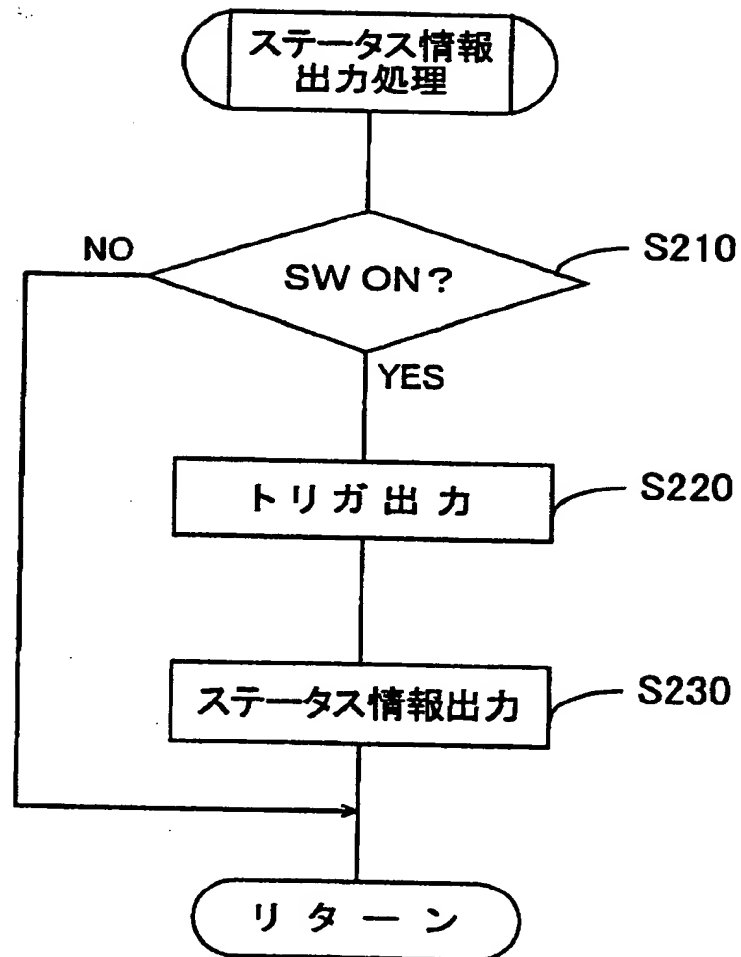 ステータス情報
出力処理
NO
SW ON?
S210
YES
トリガ出力
S220
ステータス情報出力
S230
リターン